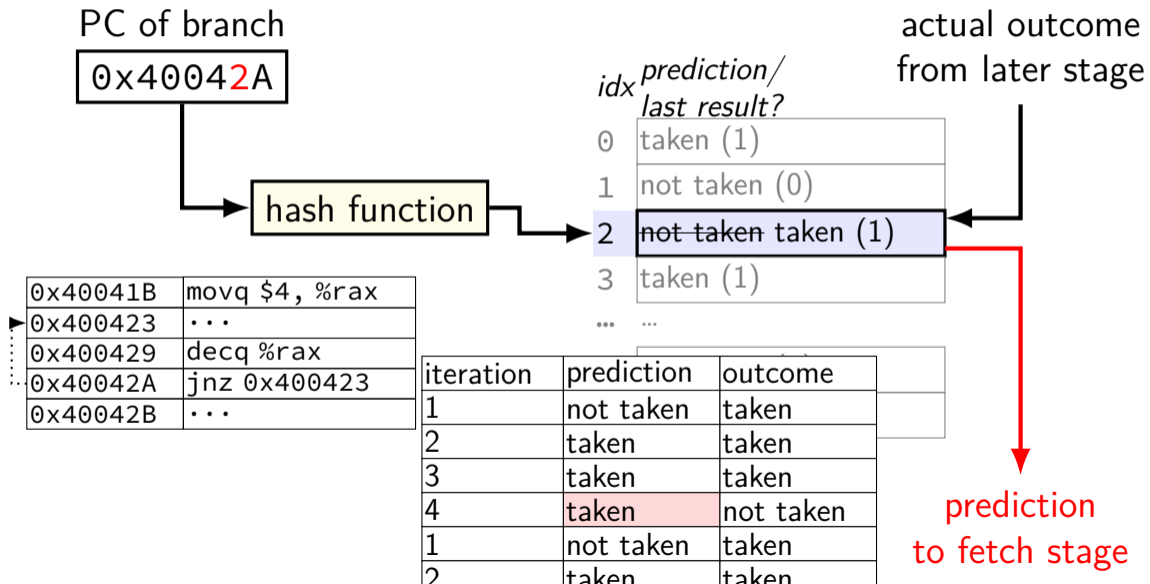 PC of branch
0x40042A
hash function
idx
prediction/
last result?
0 taken (1)
1 not taken (0)
2 not taken taken (1)
3 taken (1)
... ...
actual outcome
from later stage
prediction
to fetch stage
0x40041B movq $4, %rax
0x400423 ...
0x400429 decq %rax
0x40042A jnz 0x400423
0x40042B ...
iteration prediction outcome
1 not taken taken
2 taken taken
3 taken taken
4 taken not taken
1 not taken taken
2 taken taken